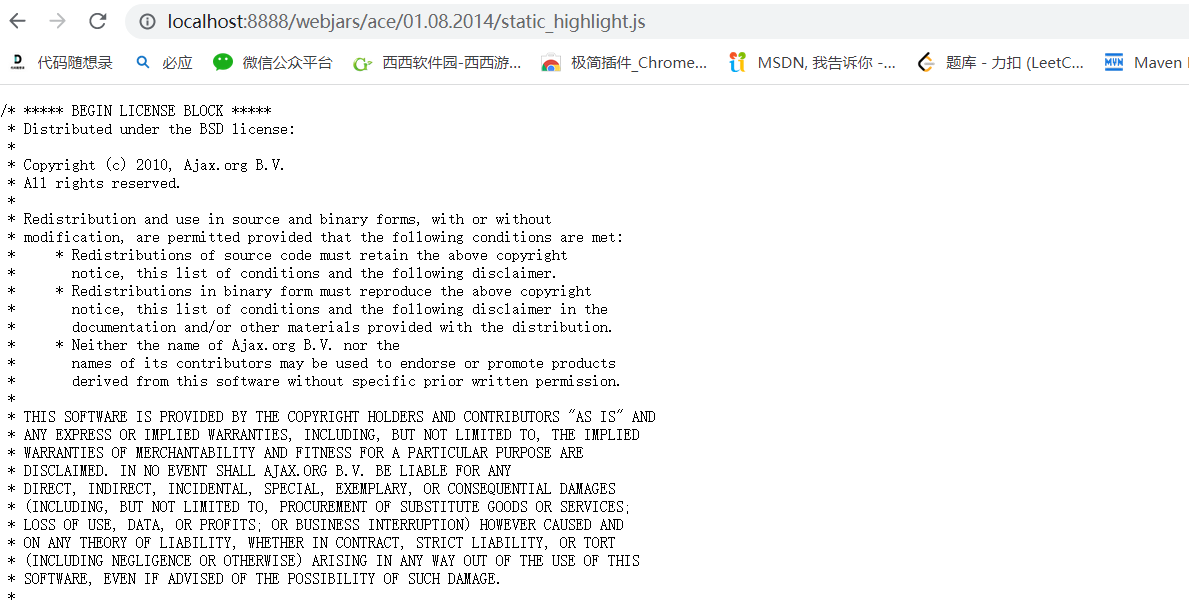 localhost:8888/webjars/ace/01.08.2014/static_highlight.js
代码随想录 必应 微信公众平台 西西软件园-西西游... 极简插件_Chrome... MSDN, 我告诉你 -... 题库 - 力扣 (LeetC... MVN Maven
/* ***** BEGIN LICENSE BLOCK *****
* Distributed under the BSD license:
*
* Copyright (c) 2010, Ajax.org B.V.
* All rights reserved.
*
* Redistribution and use in source and binary forms, with or without
* modification, are permitted provided that the following conditions are met:
*     * Redistributions of source code must retain the above copyright
*       notice, this list of conditions and the following disclaimer.
*     * Redistributions in binary form must reproduce the above copyright
*       notice, this list of conditions and the following disclaimer in the
*       documentation and/or other materials provided with the distribution.
*     * Neither the name of Ajax.org B.V. nor the
*       names of its contributors may be used to endorse or promote products
*       derived from this software without specific prior written permission.
*
* THIS SOFTWARE IS PROVIDED BY THE COPYRIGHT HOLDERS AND CONTRIBUTORS "AS IS" AND
* ANY EXPRESS OR IMPLIED WARRANTIES, INCLUDING, BUT NOT LIMITED TO, THE IMPLIED
* WARRANTIES OF MERCHANTABILITY AND FITNESS FOR A PARTICULAR PURPOSE ARE
* DISCLAIMED. IN NO EVENT SHALL AJAX.ORG B.V. BE LIABLE FOR ANY
* DIRECT, INDIRECT, INCIDENTAL, SPECIAL, EXEMPLARY, OR CONSEQUENTIAL DAMAGES
* (INCLUDING, BUT NOT LIMITED TO, PROCUREMENT OF SUBSTITUTE GOODS OR SERVICES;
* LOSS OF USE, DATA, OR PROFITS; OR BUSINESS INTERRUPTION) HOWEVER CAUSED AND
* ON ANY THEORY OF LIABILITY, WHETHER IN CONTRACT, STRICT LIABILITY, OR TORT
* (INCLUDING NEGLIGENCE OR OTHERWISE) ARISING IN ANY WAY OUT OF THE USE OF THIS
* SOFTWARE, EVEN IF ADVISED OF THE POSSIBILITY OF SUCH DAMAGE.
*